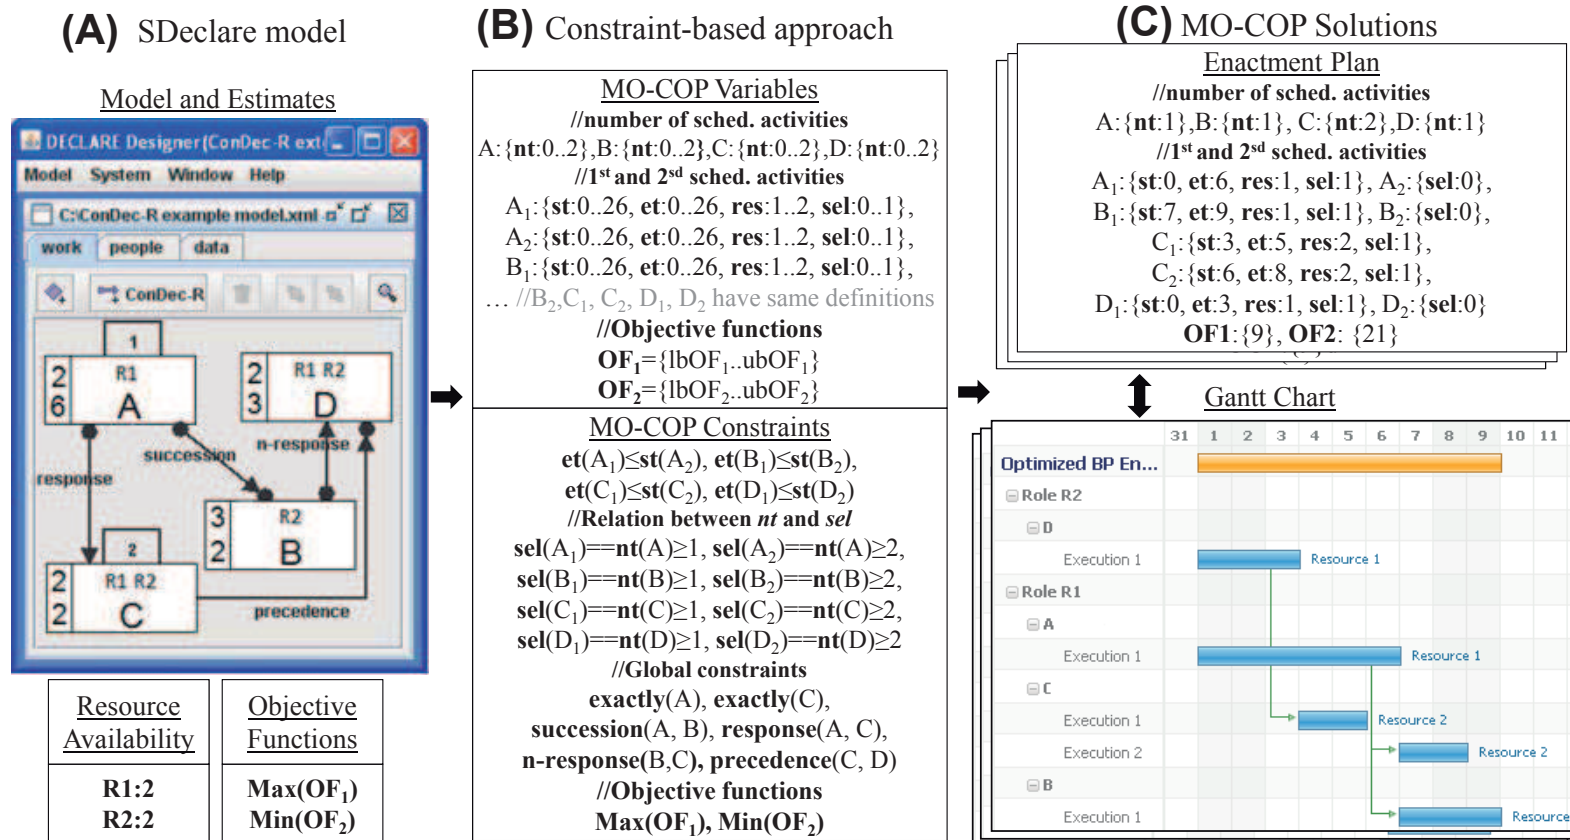 (A) SDeclare model
Model and Estimates
DECLARE Designer(ConDec-R ext
Model System Window Help
C:\ConDec-R example model.xml
work people data
ConDec-R
1
2
6
R1
A
2
3
R1 R2
D
response
succession
n-response
3
2
R2
B
2
2
2
R1 R2
C
precedence
Resource
Availability
R1:2
R2:2
Objective
Functions
Max(OF₁)
Min(OF₂)
(B) Constraint-based approach
MO-COP Variables
//number of sched. activities
A:{nt:0..2},B:{nt:0..2},C:{nt:0..2},D:{nt:0..2}
//1st and 2sd sched. activities
A₁:{st:0..26, et:0..26, res:1..2, sel:0..1},
A₂:{st:0..26, et:0..26, res:1..2, sel:0..1},
B₁:{st:0..26, et:0..26, res:1..2, sel:0..1},
… //B₂,C₁, C₂, D₁, D₂ have same definitions
//Objective functions
OF₁={lbOF₁..ubOF₁}
OF₂={lbOF₂..ubOF₂}
MO-COP Constraints
et(A₁)≤st(A₂), et(B₁)≤st(B₂),
et(C₁)≤st(C₂), et(D₁)≤st(D₂)
//Relation between nt and sel
sel(A₁)==nt(A)≥1, sel(A₂)==nt(A)≥2,
sel(B₁)==nt(B)≥1, sel(B₂)==nt(B)≥2,
sel(C₁)==nt(C)≥1, sel(C₂)==nt(C)≥2,
sel(D₁)==nt(D)≥1, sel(D₂)==nt(D)≥2
//Global constraints
exactly(A), exactly(C),
succession(A, B), response(A, C),
n-response(B,C), precedence(C, D)
//Objective functions
Max(OF₁), Min(OF₂)
(C) MO-COP Solutions
Enactment Plan
//number of sched. activities
A:{nt:1},B:{nt:1}, C:{nt:2},D:{nt:1}
//1st and 2sd sched. activities
A₁:{st:0, et:6, res:1, sel:1}, A₂:{sel:0},
B₁:{st:7, et:9, res:1, sel:1}, B₂:{sel:0},
C₁:{st:3, et:5, res:2, sel:1},
C₂:{st:6, et:8, res:2, sel:1},
D₁:{st:0, et:3, res:1, sel:1}, D₂:{sel:0}
OF1:{9}, OF2: {21}
Gantt Chart
31 1 2 3 4 5 6 7 8 9 10 11
Optimized BP En...
Role R2
D
Execution 1 Resource 1
Role R1
A
Execution 1 Resource 1
C
Execution 1 Resource 2
Execution 2 Resource 2
B
Execution 1 Resource